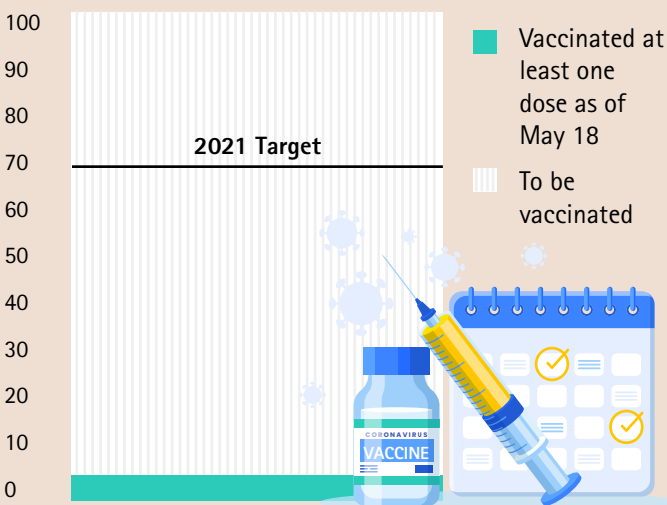 100
90
80
70
60
50
40
30
20
10
0
2021 Target
Vaccinated at
least one
dose as of
May 18
To be
vaccinated
CORONAVIRUS
VACCINE